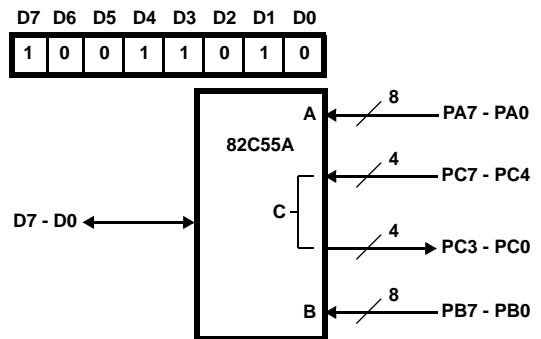 D7 D6 D5 D4 D3 D2 D1 D0
1 0 0 1 1 0 1 0
8
A
PA7 - PA0
82C55A
4
PC7 - PC4
C
D7 - D0
4
PC3 - PC0
8
B
PB7 - PB0